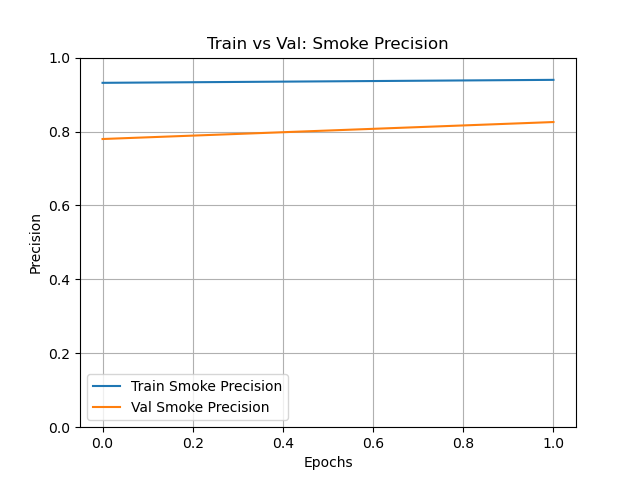 Train vs Val: Smoke Precision
1.0
0.8
0.6
0.4
0.2
0.0
Precision
Train Smoke Precision
Val Smoke Precision
0.0 0.2 0.4 0.6 0.8 1.0
Epochs